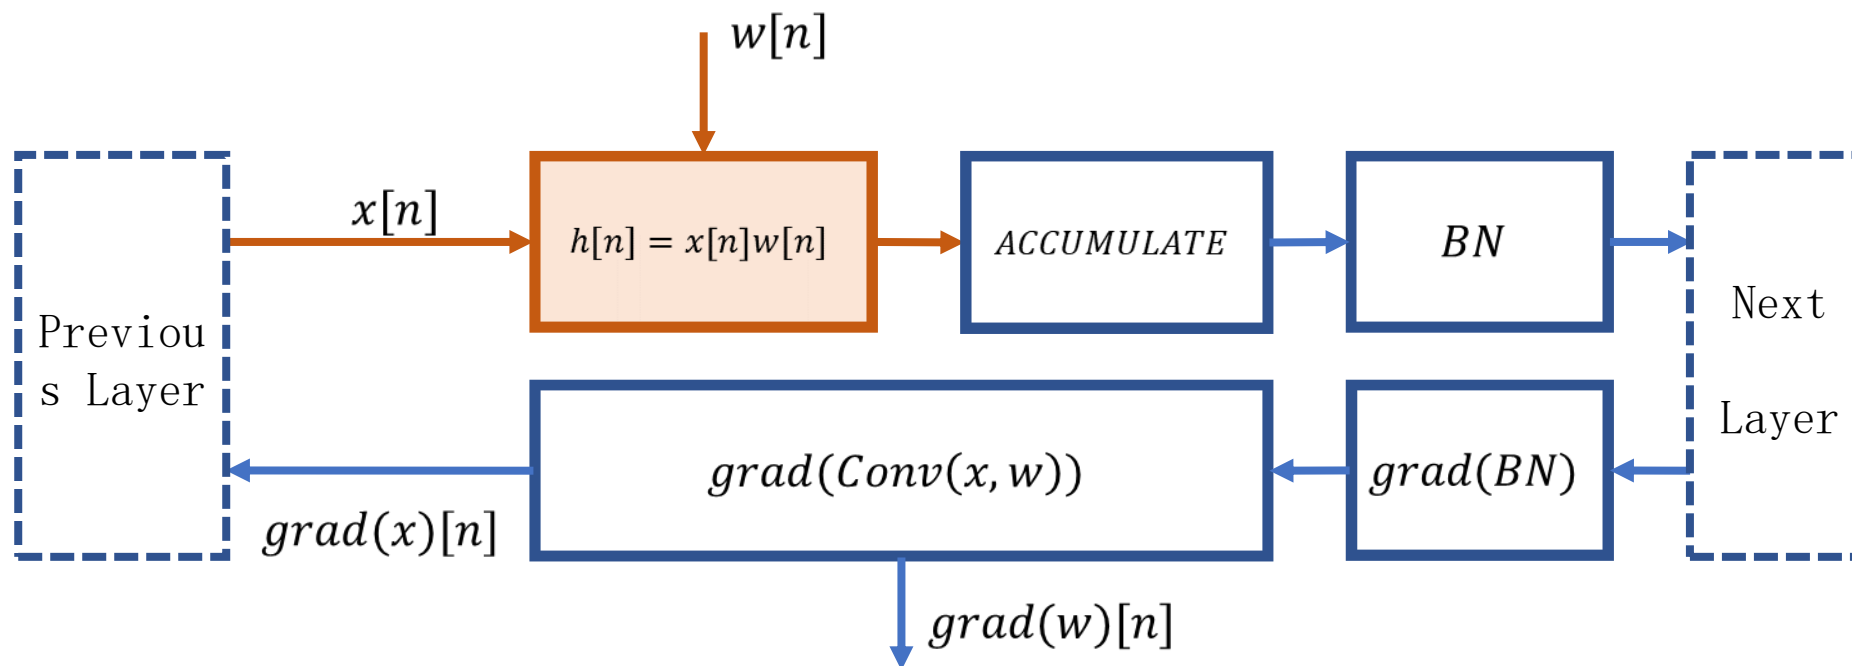 w[n]
x[n]
h[n] = x[n]w[n]
ACCUMULATE
BN
Previou
s Layer
Next
Layer
grad(Conv(x, w))
grad(BN)
grad(x)[n]
grad(w)[n]